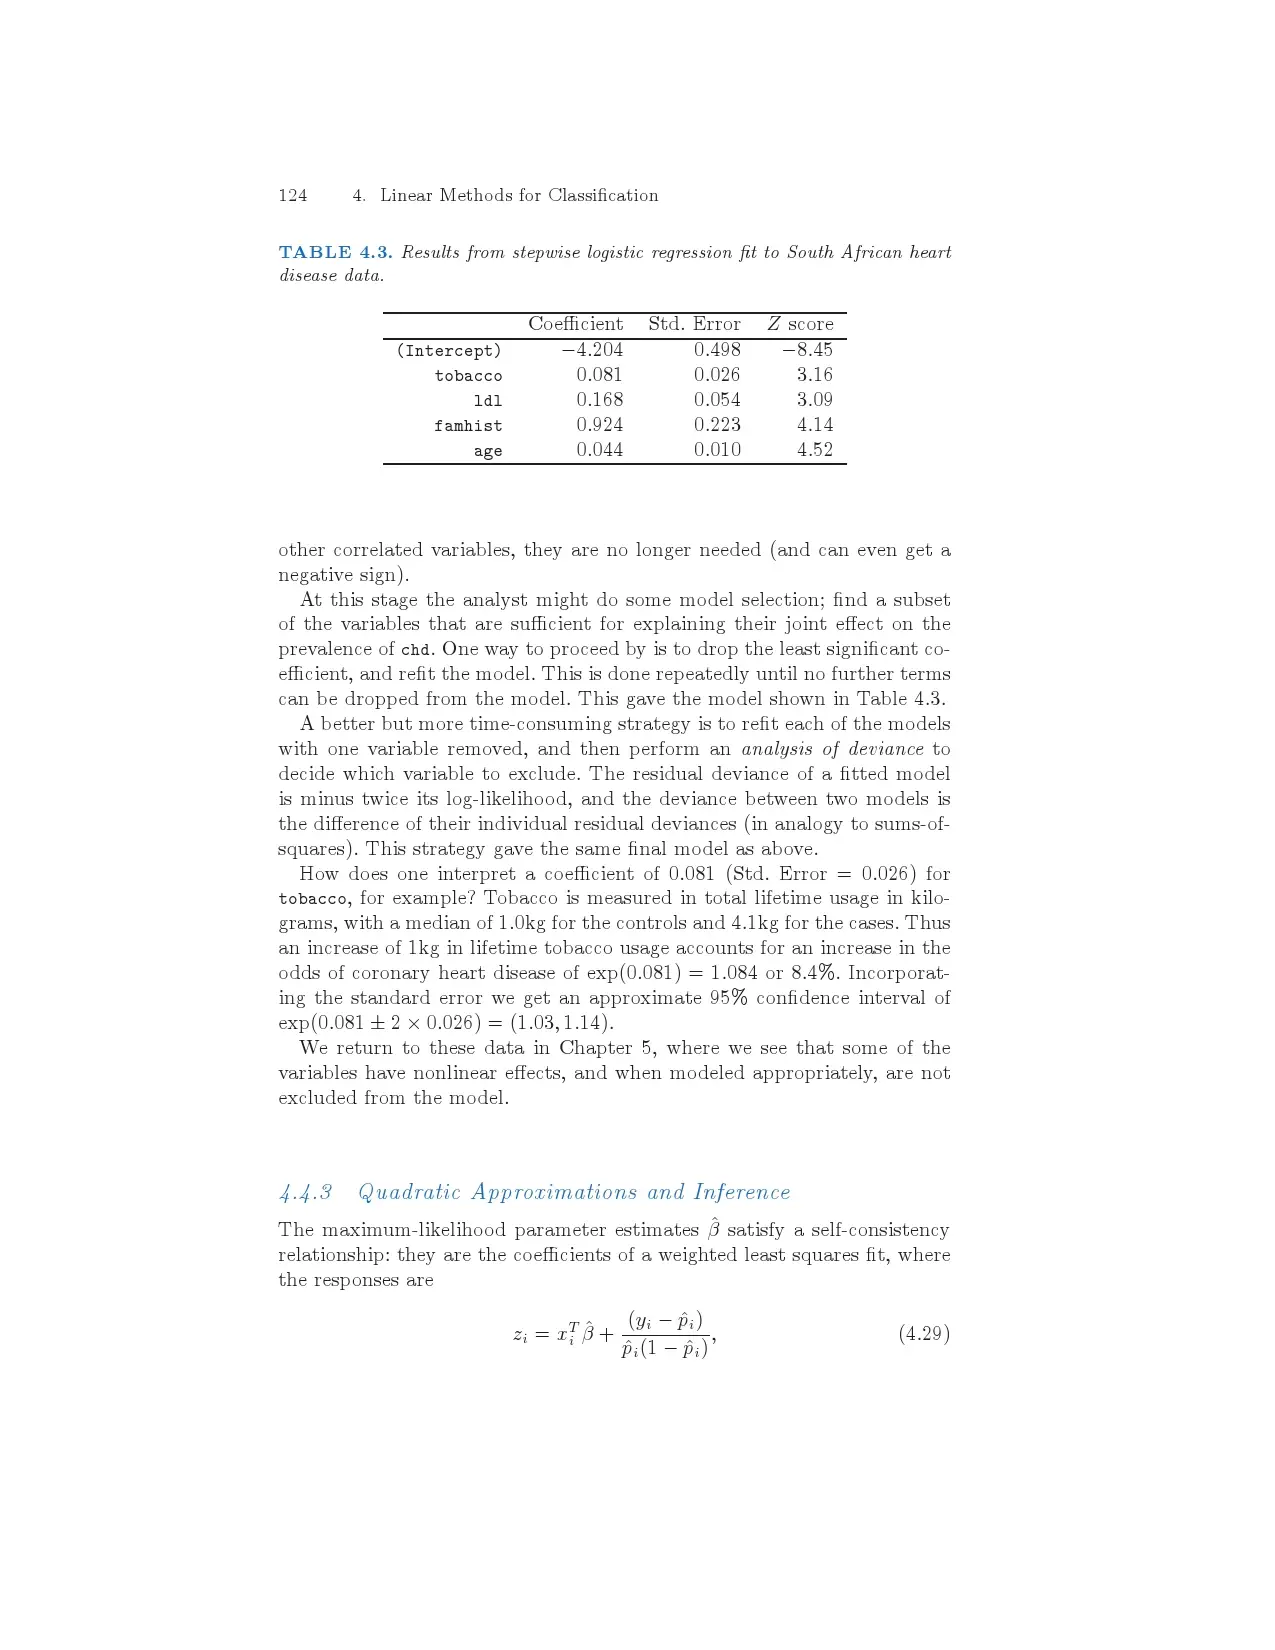 124 4. Linear Methods for Classification
TABLE 4.3. Results from stepwise logistic regression fit to South African heart
disease data.
Coefficient Std. Error Z score
(Intercept) −4.204 0.498 −8.45
tobacco 0.081 0.026 3.16
ldl 0.168 0.054 3.09
famhist 0.924 0.223 4.14
age 0.044 0.010 4.52
other correlated variables, they are no longer needed (and can even get a
negative sign).
At this stage the analyst might do some model selection; find a subset
of the variables that are sufficient for explaining their joint effect on the
prevalence of chd. One way to proceed by is to drop the least significant co-
efficient, and refit the model. This is done repeatedly until no further terms
can be dropped from the model. This gave the model shown in Table 4.3.
A better but more time-consuming strategy is to refit each of the models
with one variable removed, and then perform an analysis of deviance to
decide which variable to exclude. The residual deviance of a fitted model
is minus twice its log-likelihood, and the deviance between two models is
the difference of their individual residual deviances (in analogy to sums-of-
squares). This strategy gave the same final model as above.
How does one interpret a coefficient of 0.081 (Std. Error = 0.026) for
tobacco, for example? Tobacco is measured in total lifetime usage in kilo-
grams, with a median of 1.0kg for the controls and 4.1kg for the cases. Thus
an increase of 1kg in lifetime tobacco usage accounts for an increase in the
odds of coronary heart disease of exp(0.081) = 1.084 or 8.4%. Incorporat-
ing the standard error we get an approximate 95% confidence interval of
exp(0.081 ± 2 × 0.026) = (1.03, 1.14).
We return to these data in Chapter 5, where we see that some of the
variables have nonlinear effects, and when modeled appropriately, are not
excluded from the model.
4.4.3 Quadratic Approximations and Inference
The maximum-likelihood parameter estimates β̂ satisfy a self-consistency
relationship: they are the coefficients of a weighted least squares fit, where
the responses are
z_i = x_i^T β̂ + (y_i − p̂_i) / p̂_i(1 − p̂_i), (4.29)